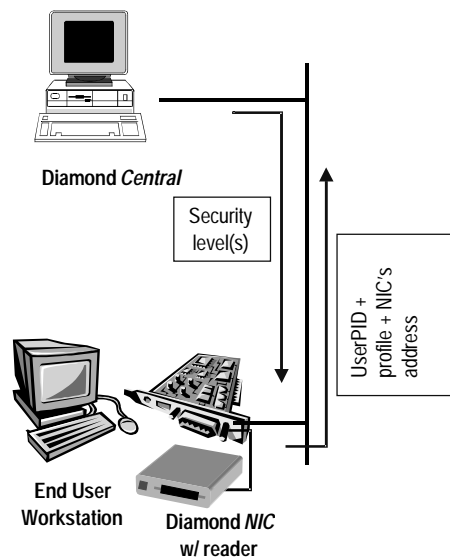 Diamond Central
Security
level(s)
UserPID +
profile + NIC's
address
End User
Workstation
Diamond NIC
w/ reader